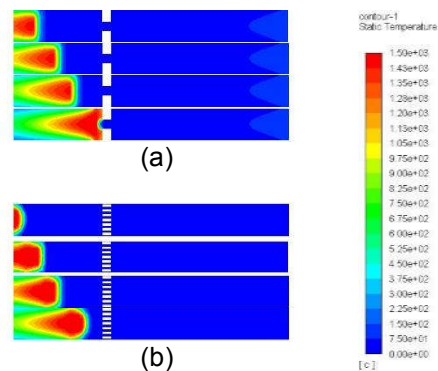 contour-1
Static Temperature
1.50e+03
1.43e+03
1.35e+03
1.28e+03
1.20e+03
1.13e+03
1.05e+03
9.75e+02
9.00e+02
8.25e+02
7.50e+02
6.75e+02
6.00e+02
5.25e+02
4.50e+02
3.75e+02
3.00e+02
2.25e+02
1.50e+02
7.50e+01
0.00e+00
[c]
(a)
(b)